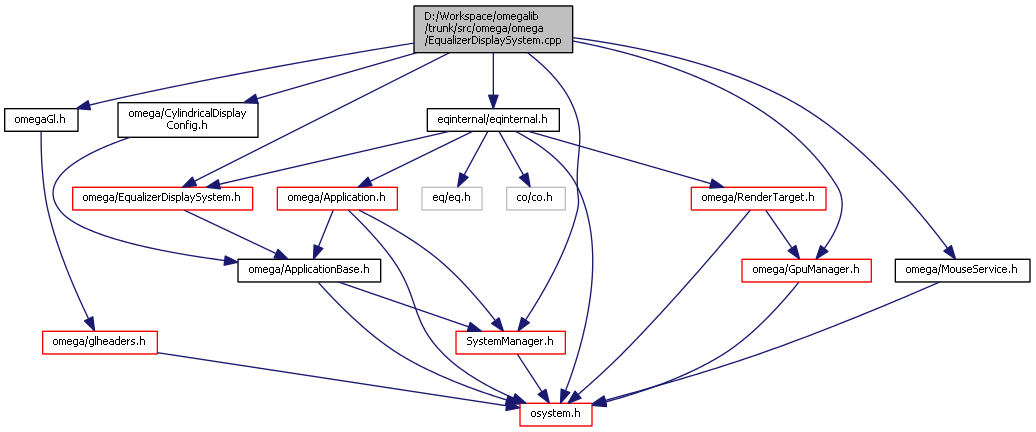 D:/Workspace/omegalib
/trunk/src/omega/omega
/EqualizerDisplaySystem.cpp
omegaGl.h
omega/CylindricalDisplay
Config.h
eqinternal/eqinternal.h
omega/EqualizerDisplaySystem.h
omega/Application.h
eq/eq.h
co/co.h
omega/RenderTarget.h
omega/ApplicationBase.h
omega/GpuManager.h
omega/MouseService.h
omega/glheaders.h
SystemManager.h
osystem.h